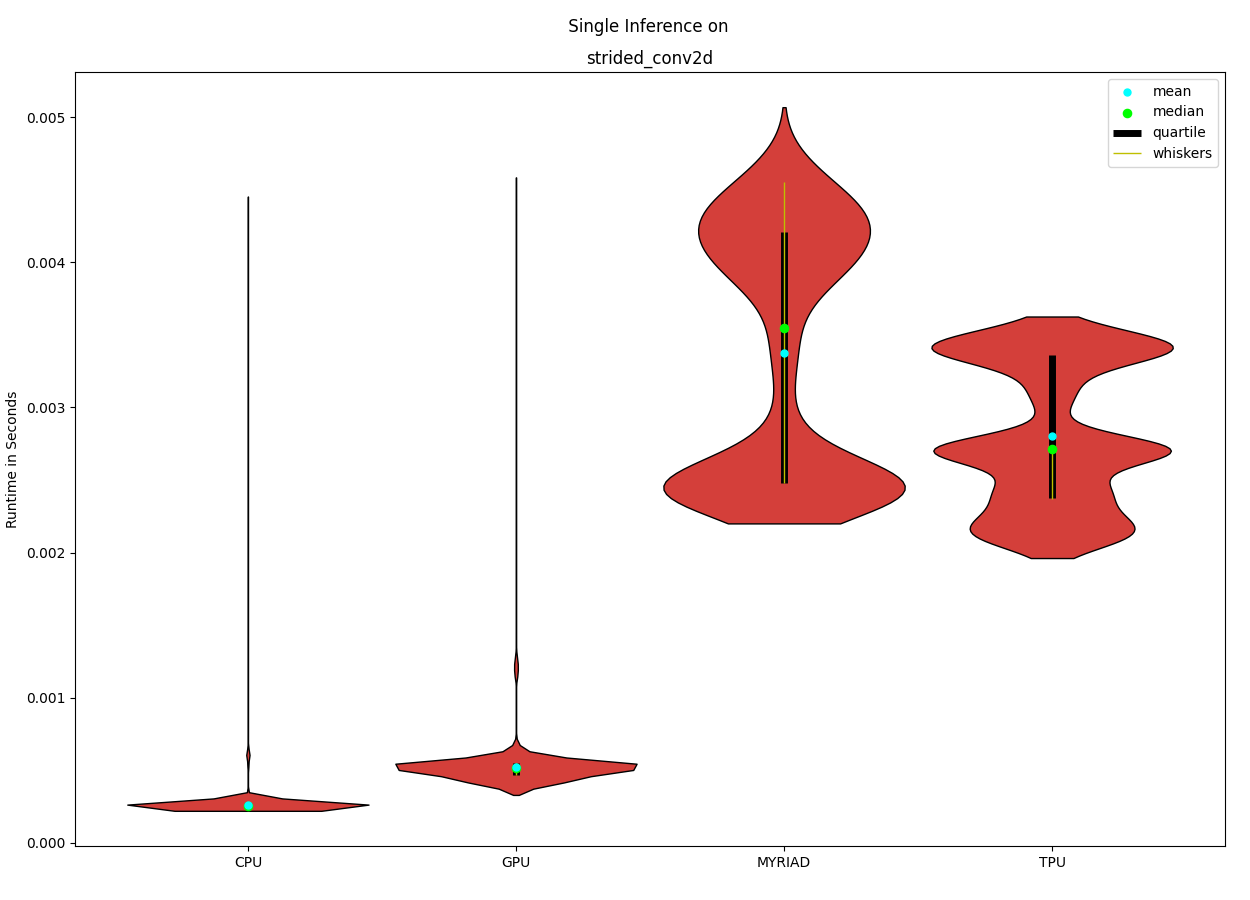 Single Inference on
strided_conv2d
mean
median
quartile
whiskers
Runtime in Seconds
0.005
0.004
0.003
0.002
0.001
0.000
CPU GPU MYRIAD TPU